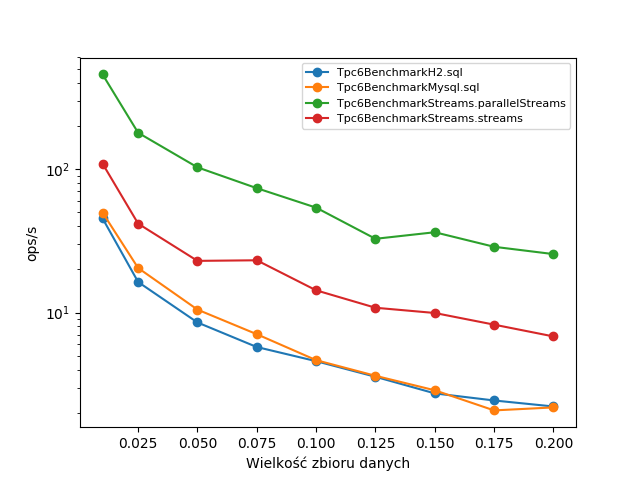 Tpc6BenchmarkH2.sql
Tpc6BenchmarkMysql.sql
Tpc6BenchmarkStreams.parallelStreams
Tpc6BenchmarkStreams.streams
10²
10¹
ops/s
0.025 0.050 0.075 0.100 0.125 0.150 0.175 0.200
Wielkość zbioru danych